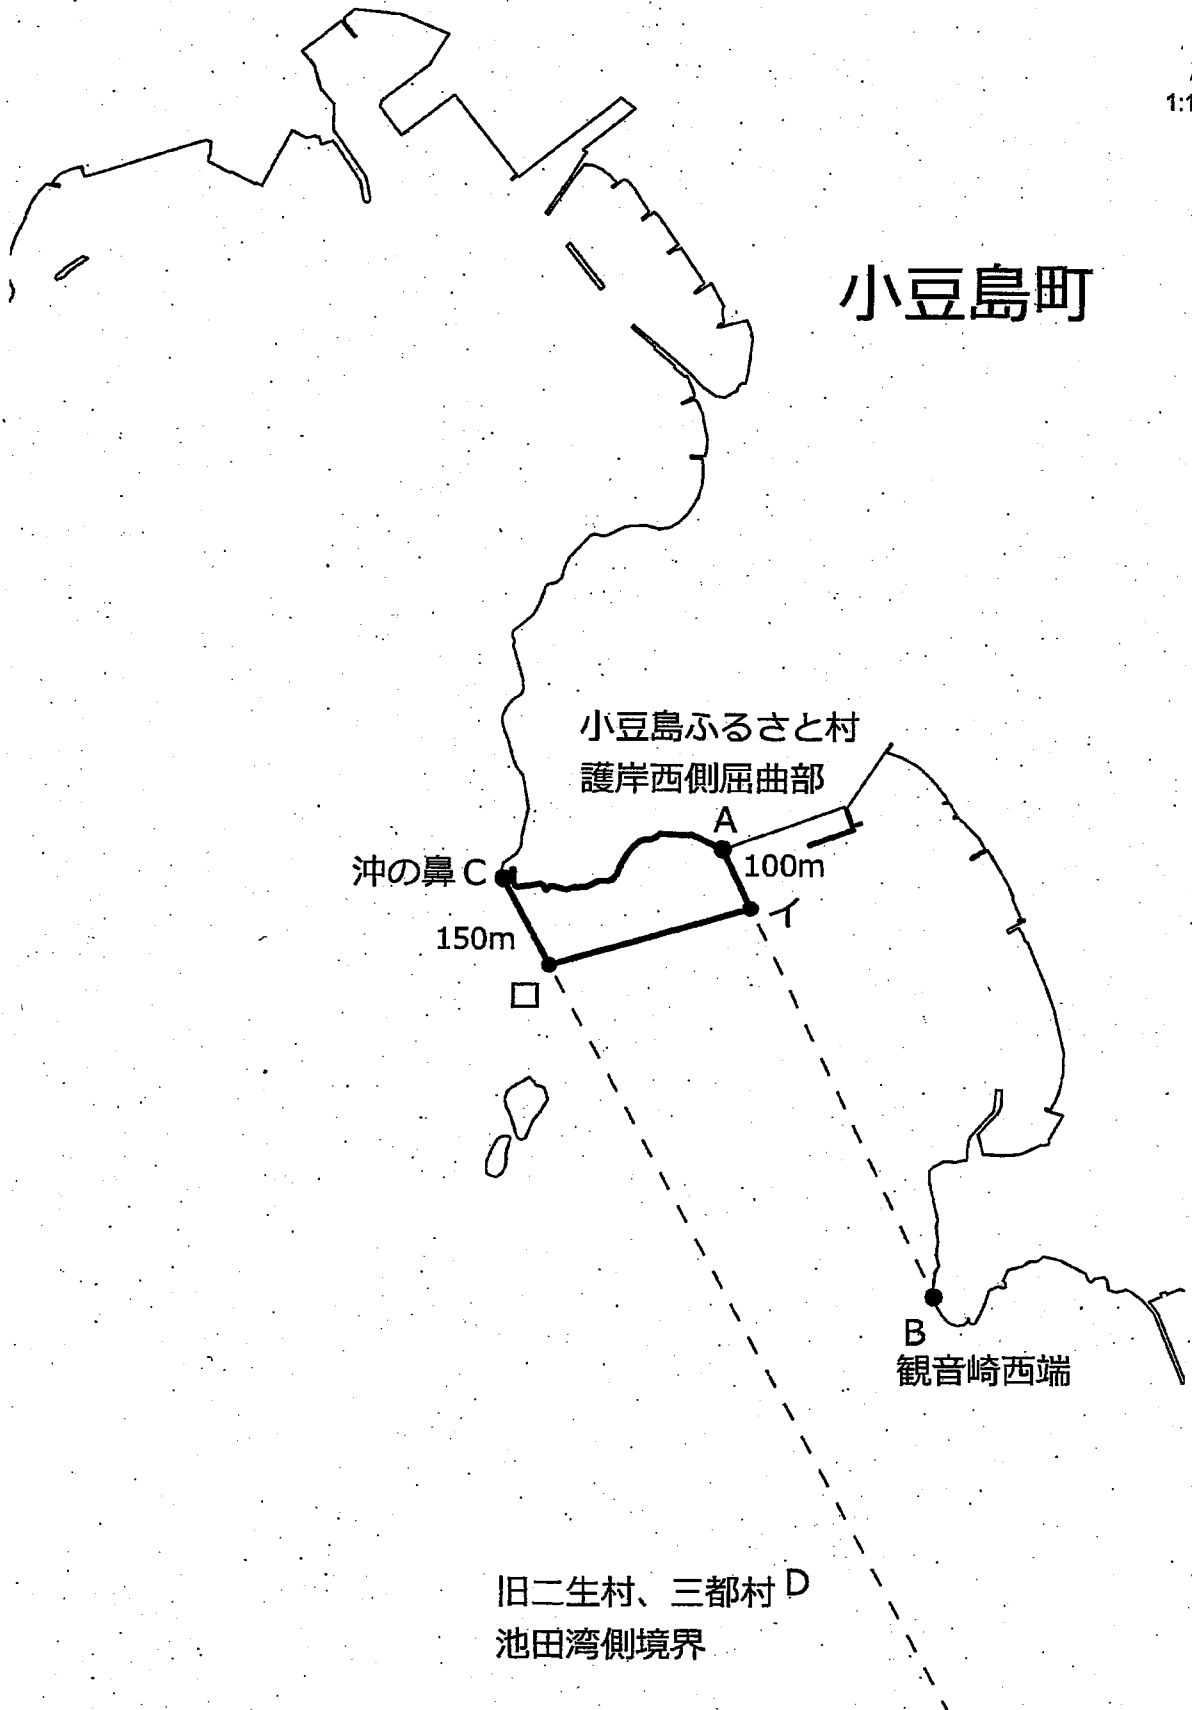 1:1
小豆島町
小豆島ふるさと村
護岸西側屈曲部
A
100m
沖の鼻 C
イ
150m
ロ
B
観音崎西端
旧二生村、三都村 D
池田湾側境界